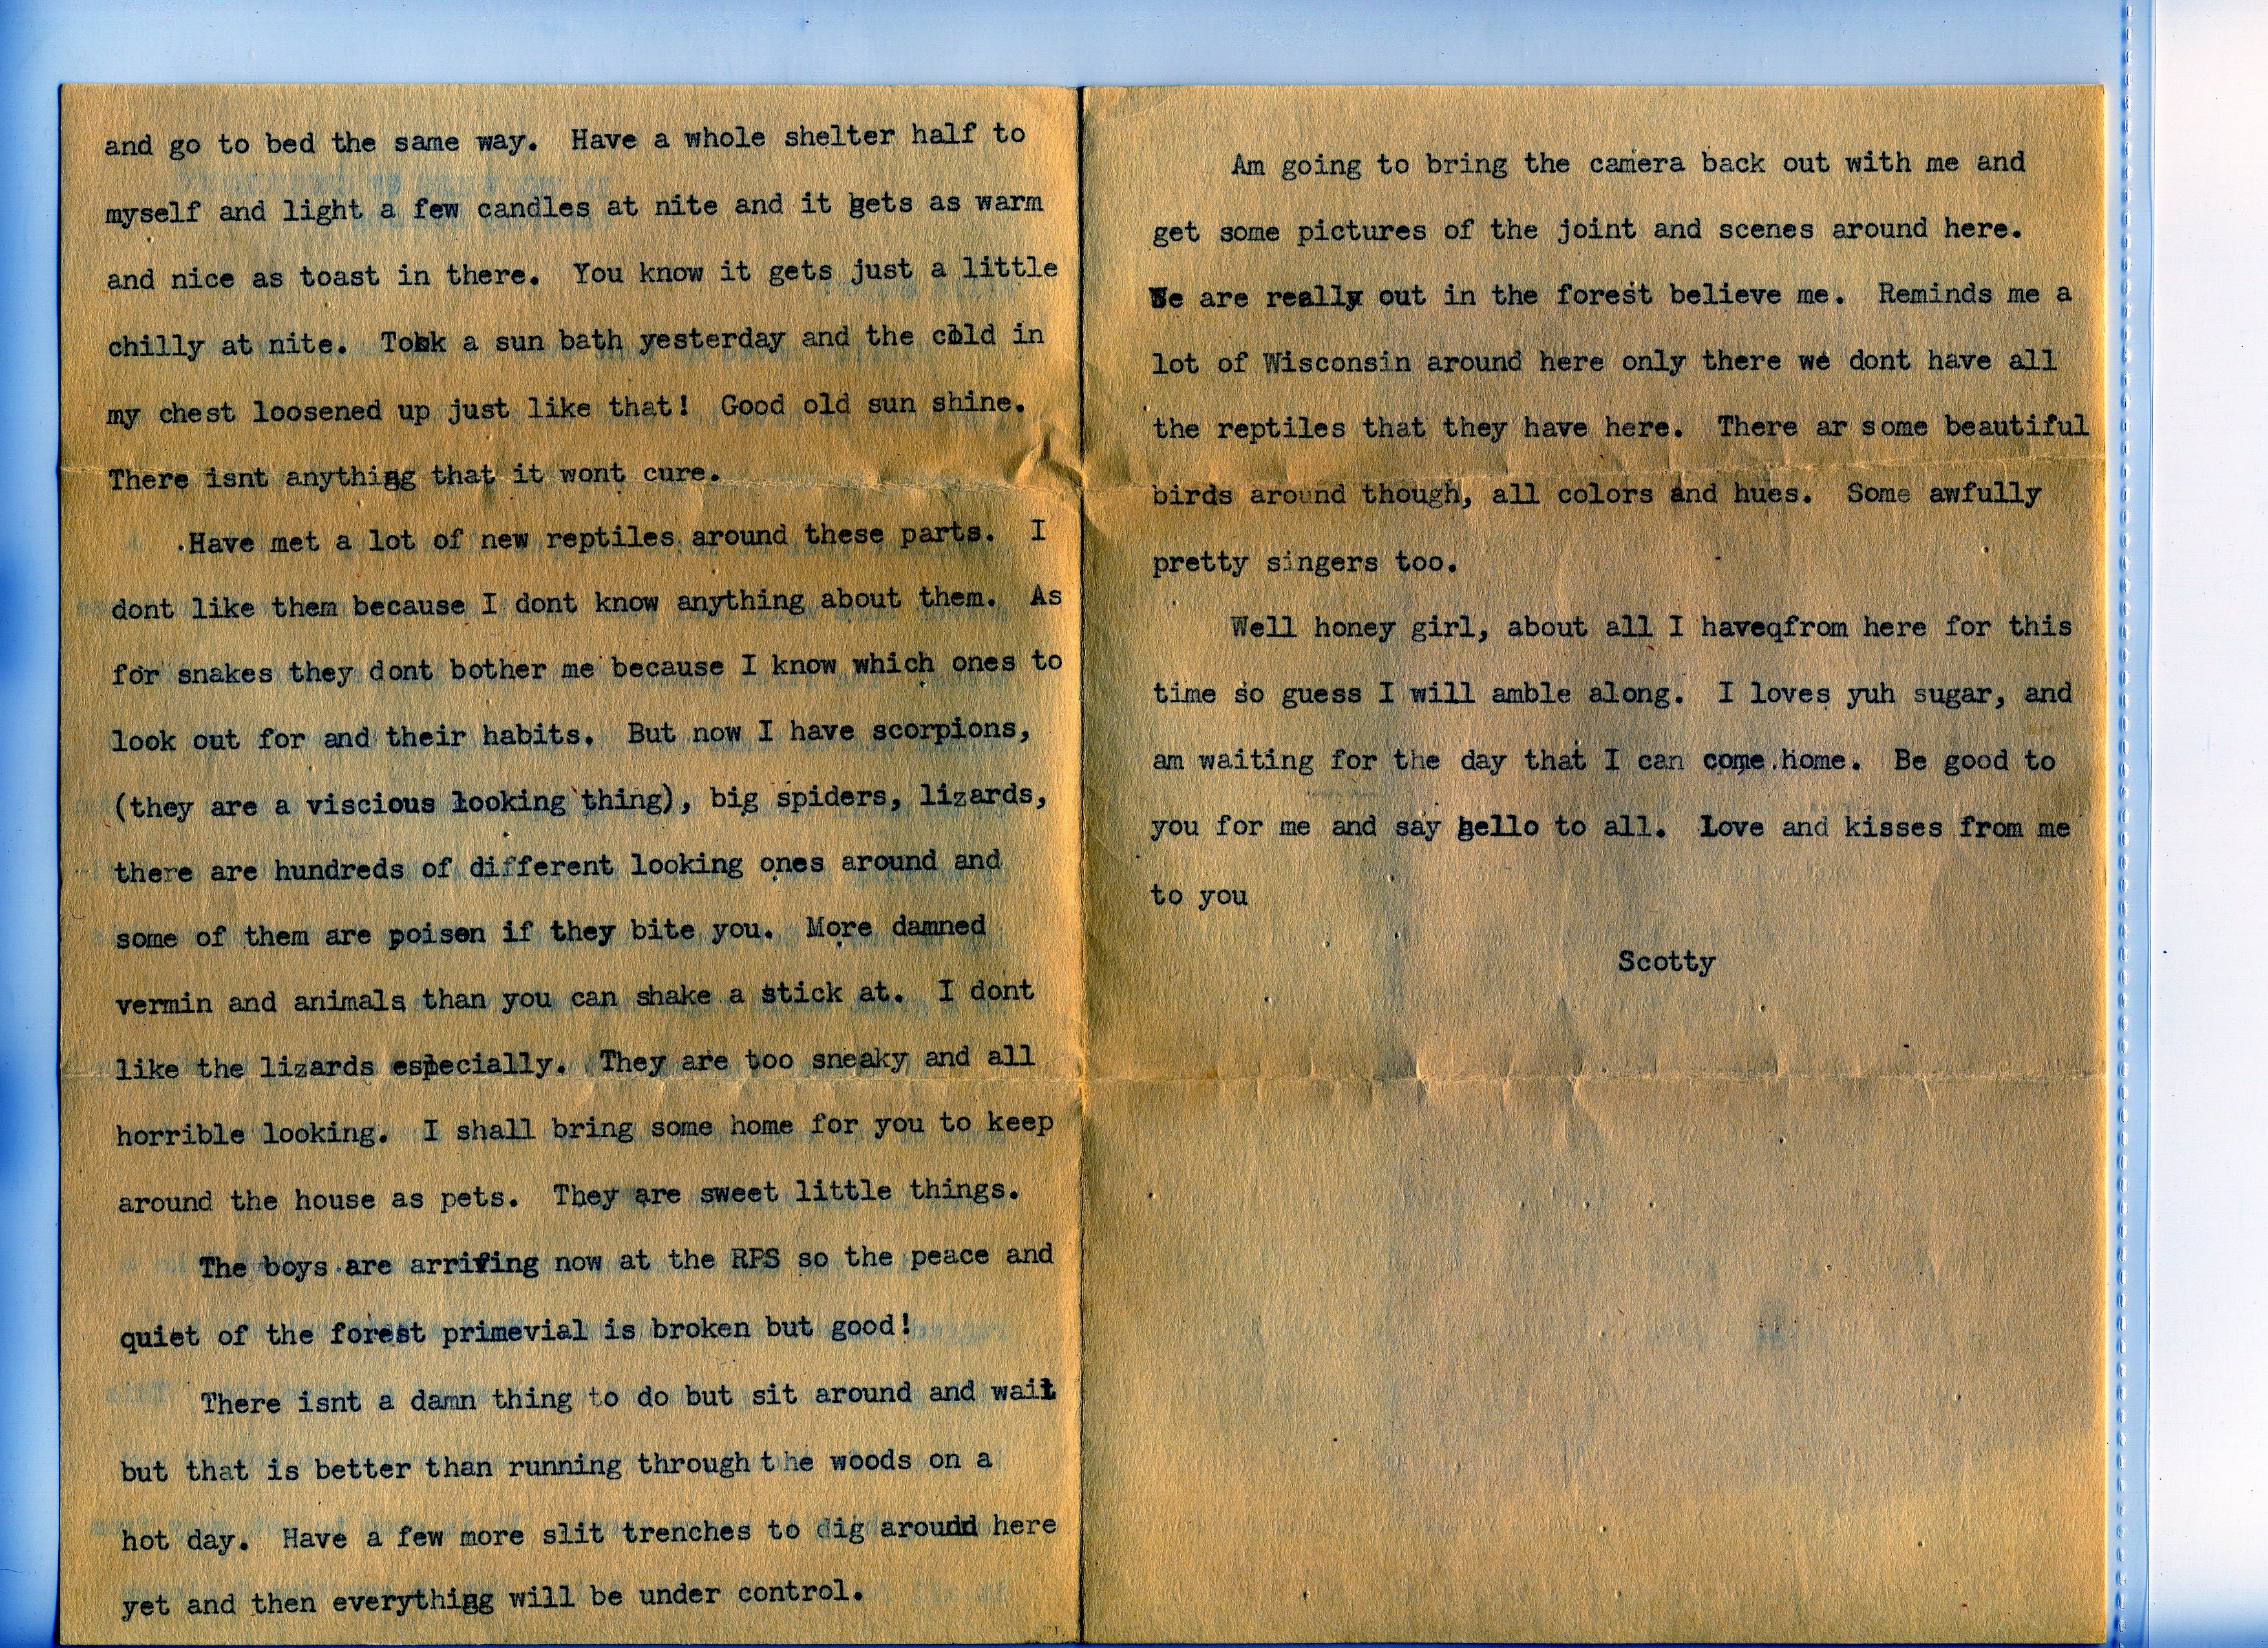 and go to bed the same way.  Have a whole shelter half to
myself and light a few candles at nite and it gets as warm
and nice as toast in there.  You know it gets just a little
chilly at nite.  Took a sun bath yesterday and the cold in
my chest loosened up just like that!  Good old sun shine.
There isnt anything that it wont cure.
Have met a lot of new reptiles around these parts.  I
dont like them because I dont know anything about them.  As
for snakes they dont bother me because I know which ones to
look out for and their habits.  But now I have scorpions,
(they are a viscious looking thing), big spiders, lizards,
there are hundreds of different looking ones around and
some of them are poison if they bite you.  More damned
vermin and animals than you can shake a stick at.  I dont
like the lizards especially.  They are too sneaky and all
horrible looking.  I shall bring some home for you to keep
around the house as pets.  They are sweet little things.
The boys are arriving now at the RPS so the peace and
quiet of the forest primevial is broken but good!
There isnt a damn thing to do but sit around and wait
but that is better than running through the woods on a
hot day.  Have a few more slit trenches to dig around here
yet and then everything will be under control.
Am going to bring the camera back out with me and
get some pictures of the joint and scenes around here.
We are really out in the forest believe me.  Reminds me a
lot of Wisconsin around here only there we dont have all
the reptiles that they have here.  There ar some beautiful
birds around though, all colors and hues.  Some awfully
pretty singers too.
Well honey girl, about all I haveqfrom here for this
time so guess I will amble along.  I loves yuh sugar, and
am waiting for the day that I can come home.  Be good to
you for me and say hello to all.  Love and kisses from me
to you
Scotty